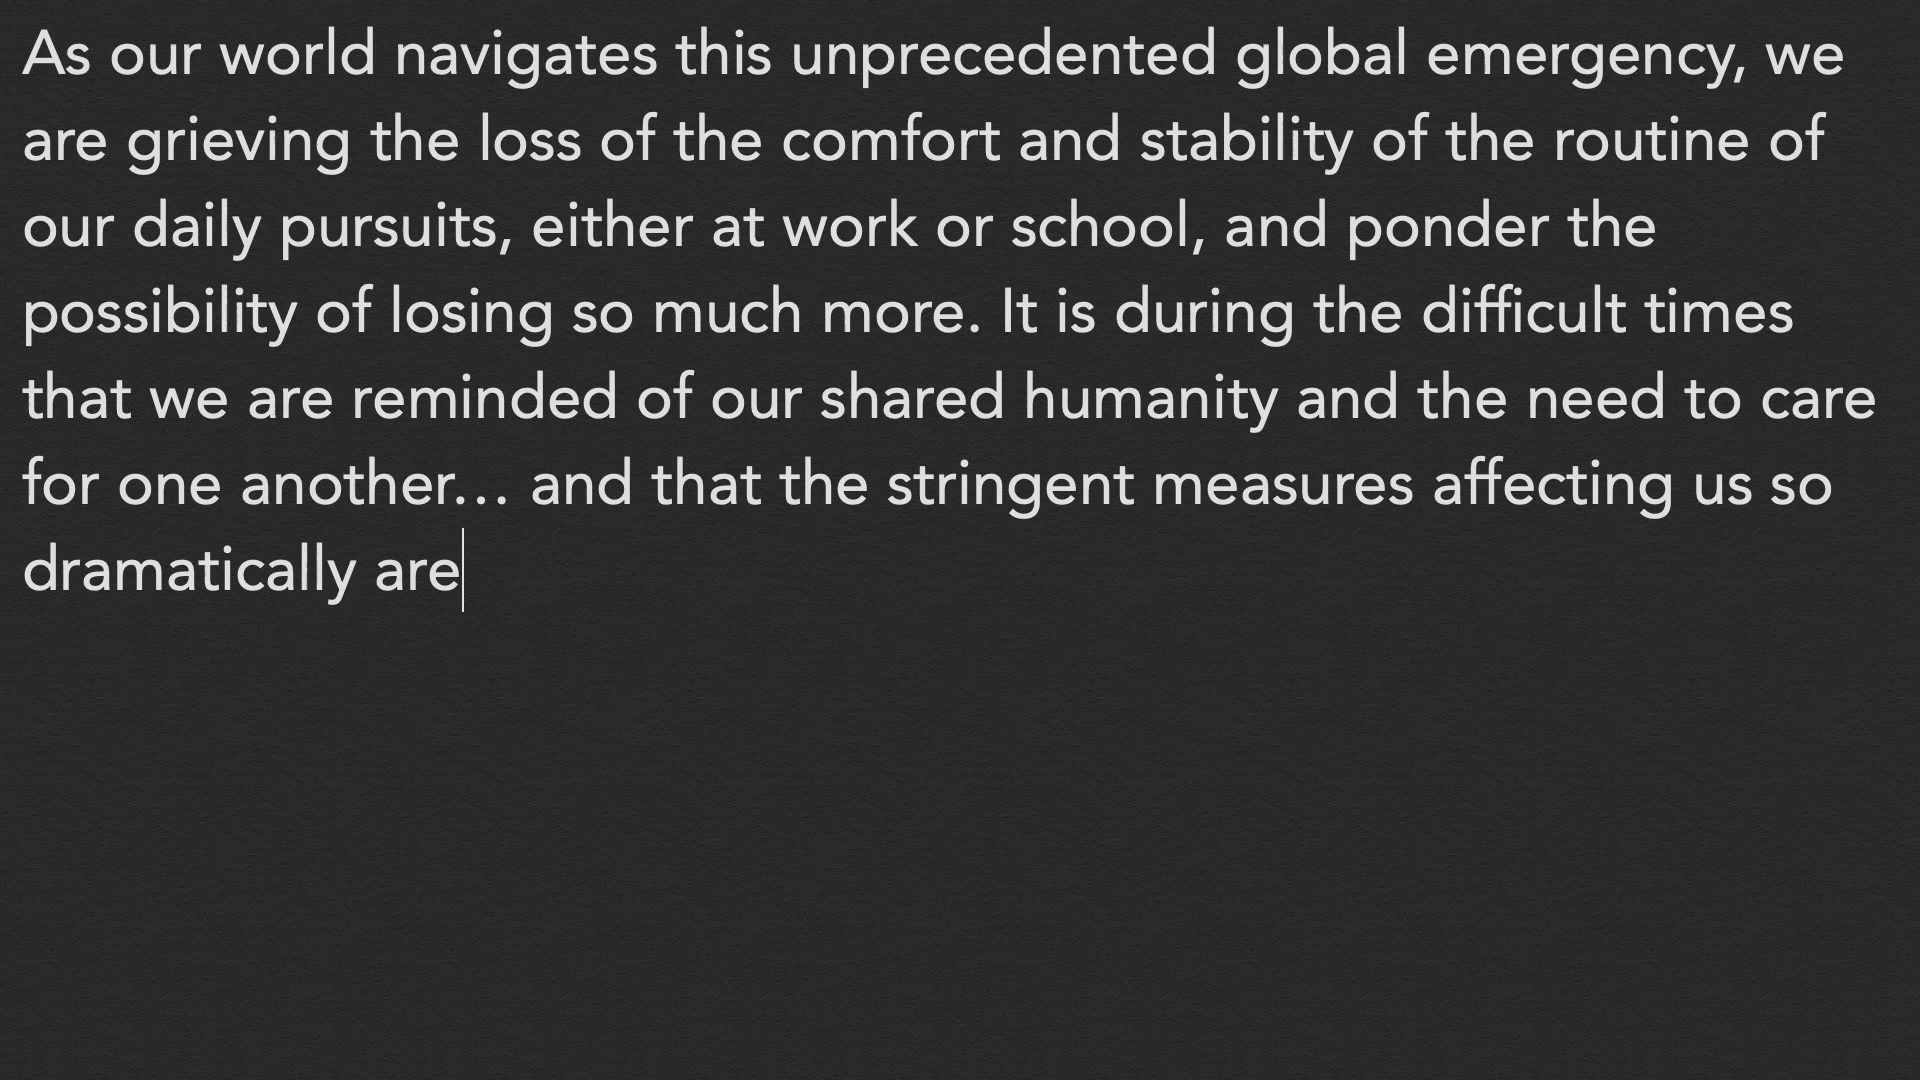 As our world navigates this unprecedented global emergency, we
are grieving the loss of the comfort and stability of the routine of
our daily pursuits, either at work or school, and ponder the
possibility of losing so much more. It is during the difficult times
that we are reminded of our shared humanity and the need to care
for one another… and that the stringent measures affecting us so
dramatically are